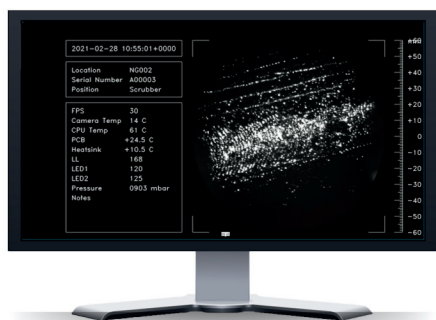 2021-02-28 10:55:01+0000
Location NG002
Serial Number A00003
Position Scrubber
FPS 30
Camera Temp 14 C
CPU Temp 61 C
PCB +24.5 C
Heatsink +10.5 C
LL 168
LED1 120
LED2 125
Pressure 0903 mbar
Notes
+60
+50
+40
+30
+20
+10
0
-10
-20
-30
-40
-50
-60